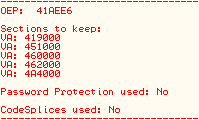 OEP: 41AEE6
Sections to keep:
VA: 419000
VA: 451000
VA: 460000
VA: 462000
VA: 4A4000
Password Protection used: No
CodeSplices used: No